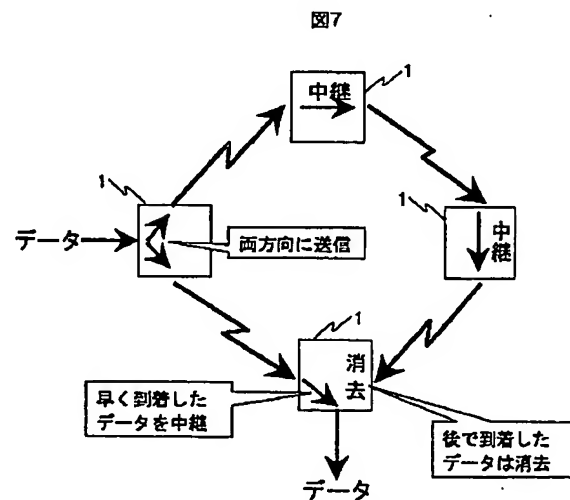 図7
1
中継
1
1
データ
両方向に送信
中継
1
消去
早く到着した
データを中継
後で到着した
データは消去
データ